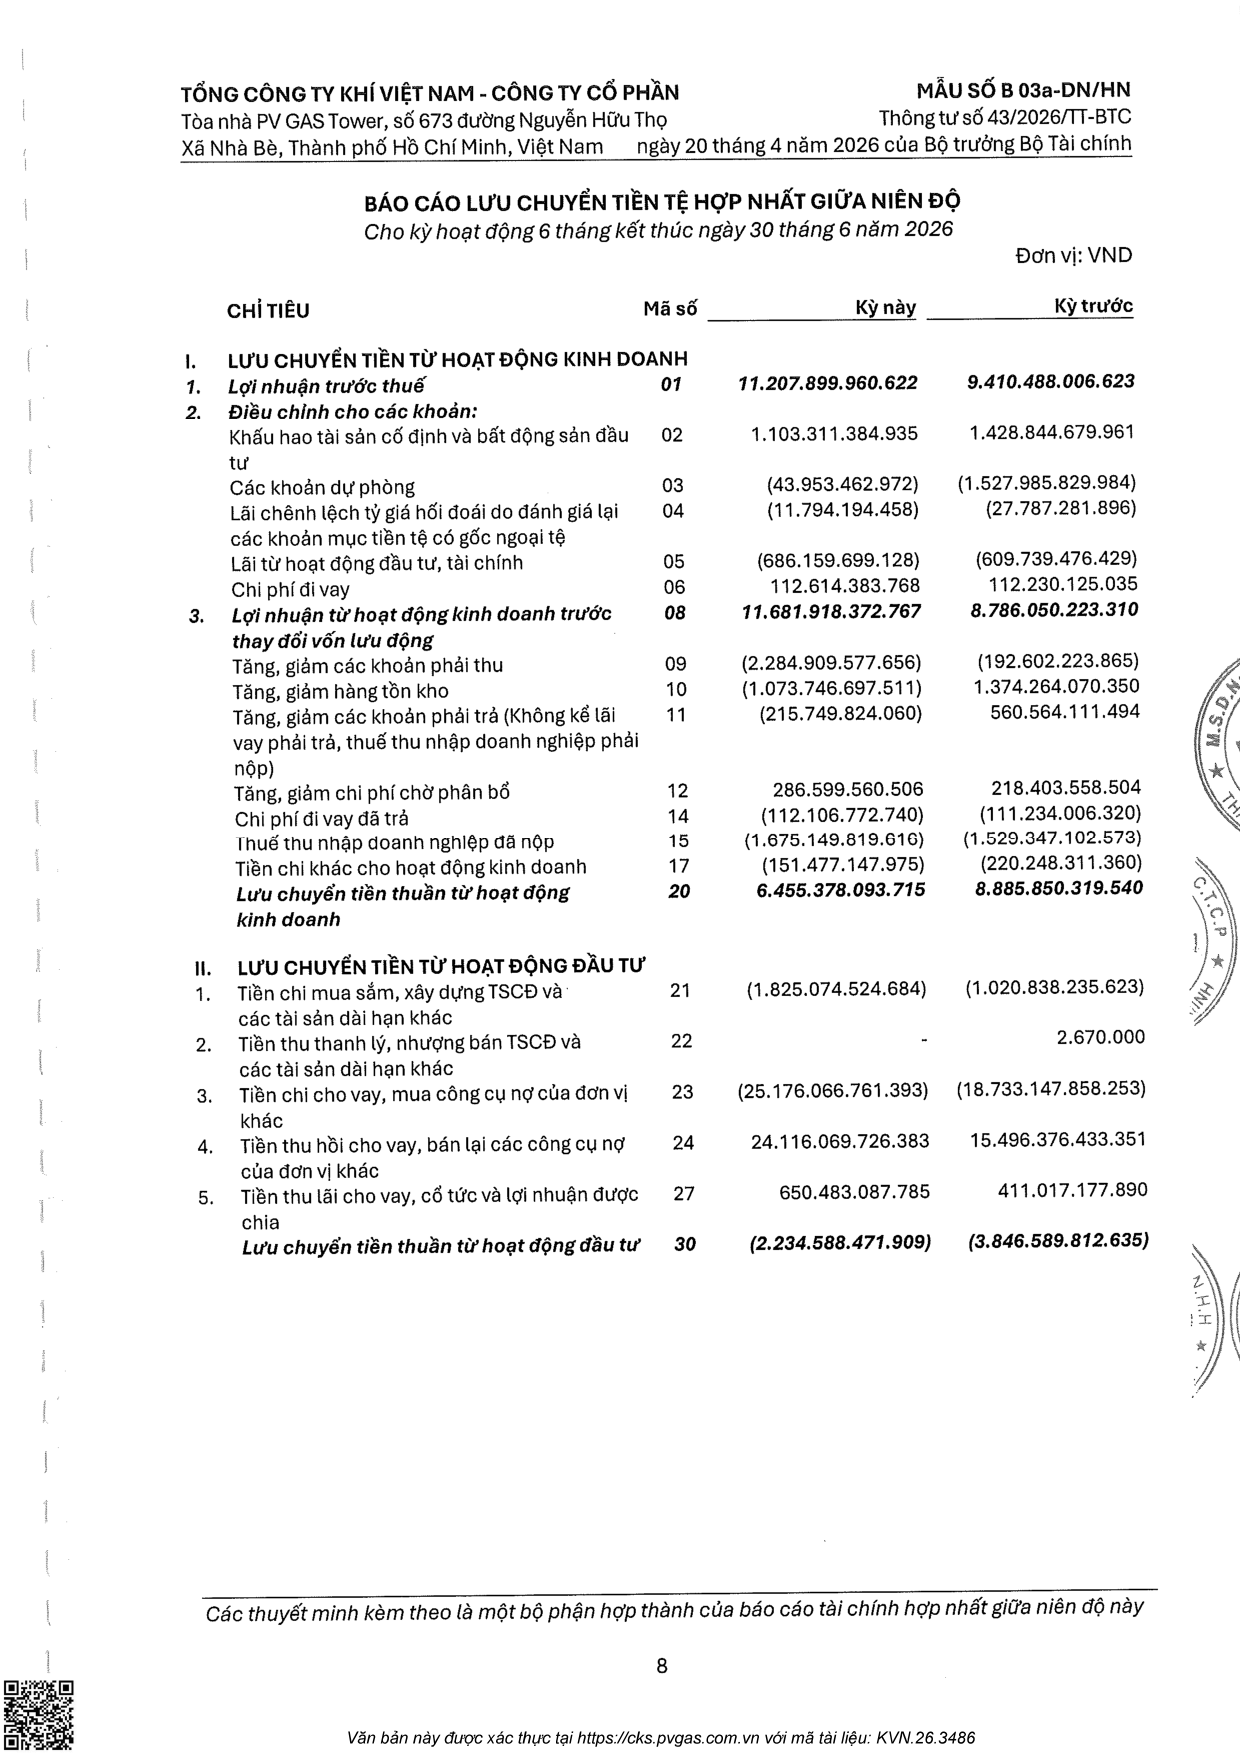 TỔNG CÔNG TY KHÍ VIỆT NAM - CÔNG TY CỔ PHẦN MẪU SỐ B 03a-DN/HN
Tòa nhà PV GAS Tower, số 673 đường Nguyễn Hữu Thọ Thông tư số 43/2026/TT-BTC
Xã Nhà Bè, Thành phố Hồ Chí Minh, Việt Nam ngày 20 tháng 4 năm 2026 của Bộ trưởng Bộ Tài chính
BÁO CÁO LƯU CHUYỂN TIỀN TỆ HỢP NHẤT GIỮA NIÊN ĐỘ
Cho kỳ hoạt động 6 tháng kết thúc ngày 30 tháng 6 năm 2026
Đơn vị: VND
CHỈ TIÊU Mã số Kỳ này Kỳ trước
I. LƯU CHUYỂN TIỀN TỪ HOẠT ĐỘNG KINH DOANH
1. Lợi nhuận trước thuế 01 11.207.899.960.622 9.410.488.006.623
2. Điều chỉnh cho các khoản:
Khấu hao tài sản cố định và bất động sản đầu 02 1.103.311.384.935 1.428.844.679.961
tư
Các khoản dự phòng 03 (43.953.462.972) (1.527.985.829.984)
Lãi chênh lệch tỷ giá hối đoái do đánh giá lại 04 (11.794.194.458) (27.787.281.896)
các khoản mục tiền tệ có gốc ngoại tệ
Lãi từ hoạt động đầu tư, tài chính 05 (686.159.699.128) (609.739.476.429)
Chi phí đi vay 06 112.614.383.768 112.230.125.035
3. Lợi nhuận từ hoạt động kinh doanh trước 08 11.681.918.372.767 8.786.050.223.310
thay đổi vốn lưu động
Tăng, giảm các khoản phải thu 09 (2.284.909.577.656) (192.602.223.865)
Tăng, giảm hàng tồn kho 10 (1.073.746.697.511) 1.374.264.070.350
Tăng, giảm các khoản phải trả (Không kể lãi 11 (215.749.824.060) 560.564.111.494
vay phải trả, thuế thu nhập doanh nghiệp phải
nộp)
Tăng, giảm chi phí chờ phân bổ 12 286.599.560.506 218.403.558.504
Chi phí đi vay đã trả 14 (112.106.772.740) (111.234.006.320)
Thuế thu nhập doanh nghiệp đã nộp 15 (1.675.149.819.616) (1.529.347.102.573)
Tiền chi khác cho hoạt động kinh doanh 17 (151.477.147.975) (220.248.311.360)
Lưu chuyển tiền thuần từ hoạt động 20 6.455.378.093.715 8.885.850.319.540
kinh doanh
II. LƯU CHUYỂN TIỀN TỪ HOẠT ĐỘNG ĐẦU TƯ
1. Tiền chi mua sắm, xây dựng TSCĐ và 21 (1.825.074.524.684) (1.020.838.235.623)
các tài sản dài hạn khác
2. Tiền thu thanh lý, nhượng bán TSCĐ và 22 - 2.670.000
các tài sản dài hạn khác
3. Tiền chi cho vay, mua công cụ nợ của đơn vị 23 (25.176.066.761.393) (18.733.147.858.253)
khác
4. Tiền thu hồi cho vay, bán lại các công cụ nợ 24 24.116.069.726.383 15.496.376.433.351
của đơn vị khác
5. Tiền thu lãi cho vay, cổ tức và lợi nhuận được 27 650.483.087.785 411.017.177.890
chia
Lưu chuyển tiền thuần từ hoạt động đầu tư 30 (2.234.588.471.909) (3.846.589.812.635)
M.S.D.N
C.T.C.P
N.H.H
Các thuyết minh kèm theo là một bộ phận hợp thành của báo cáo tài chính hợp nhất giữa niên độ này
8
Văn bản này được xác thực tại https://cks.pvgas.com.vn với mã tài liệu: KVN.26.3486